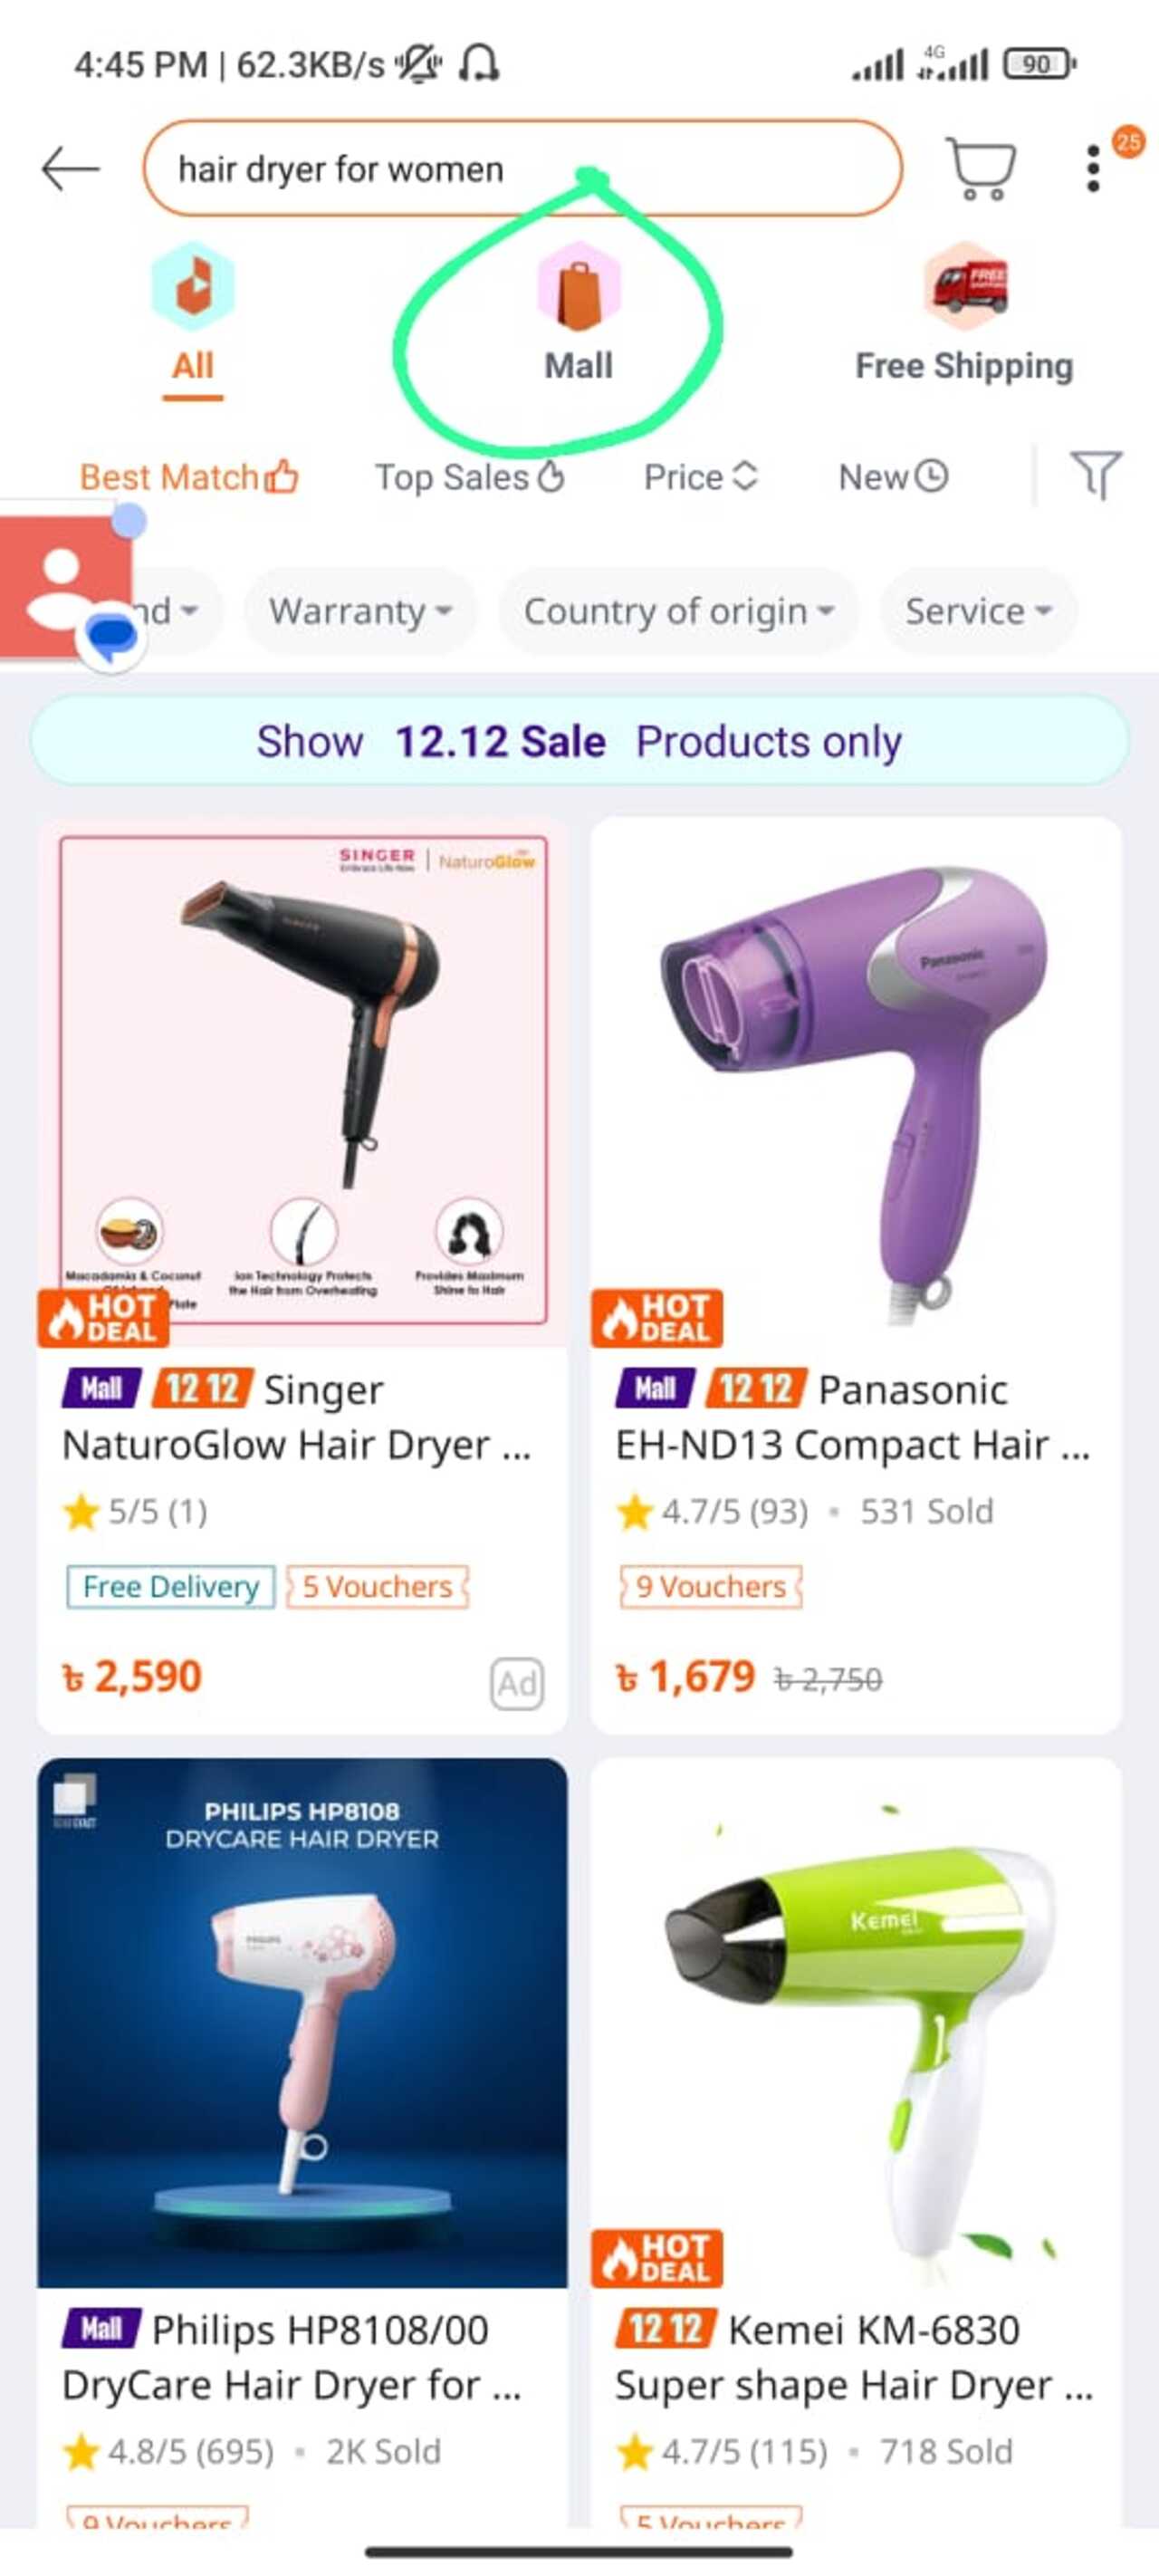 4:45 PM | 62.3KB/s
4G
90
hair dryer for women
25
FREE
All
Mall
Free Shipping
Best Match
Top Sales
Price
New
nd
Warranty
Country of origin
Service
Show 12.12 Sale Products only
SINGER | NaturoGlow
Panasonic
Macadamia & Coconut
Ion Technology Protects
the Hair from Overheating
Provides Maximum
Shine to Hair
HOT
DEAL
HOT
DEAL
Mall 12 12 Singer
NaturoGlow Hair Dryer ...
5/5 (1)
Free Delivery
5 Vouchers
৳ 2,590
Ad
Mall 12 12 Panasonic
EH-ND13 Compact Hair ...
4.7/5 (93) • 531 Sold
9 Vouchers
৳ 1,679 ৳ 2,750
PHILIPS HP8108
DRYCARE HAIR DRYER
Kemei
HOT
DEAL
Mall Philips HP8108/00
DryCare Hair Dryer for ...
4.8/5 (695) • 2K Sold
9 Vouchers
12 12 Kemei KM-6830
Super shape Hair Dryer ...
4.7/5 (115) • 718 Sold
5 Vouchers